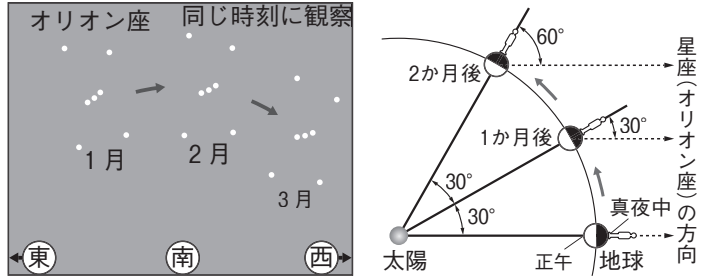 オリオン座
同じ時刻に観察
1月
2月
3月
東
南
西
60°
2か月後
1か月後
30°
30°
30°
太陽
正午
地球
真夜中
星座(オリオン座)の方向